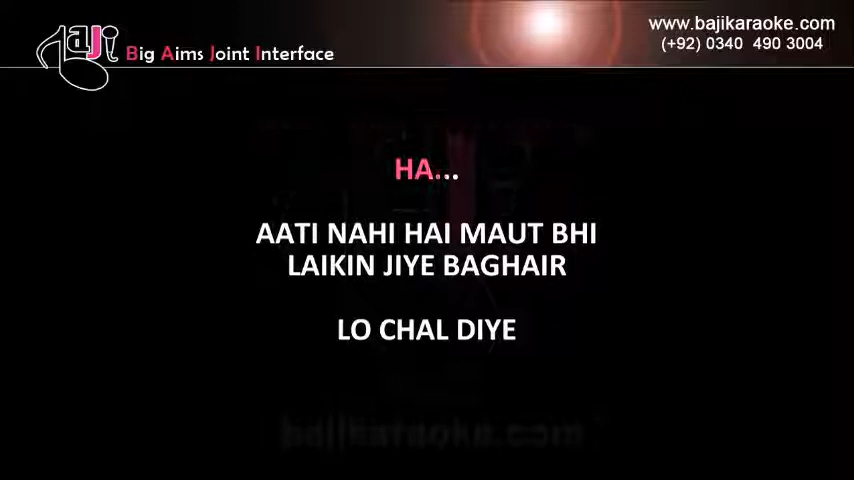 www.bajikaraoke.com
(+92) 0340 490 3004
Baji
Big Aims Joint Interface
HA...
AATI NAHI HAI MAUT BHI
LAIKIN JIYE BAGHAIR
LO CHAL DIYE
bajikaraoke.com